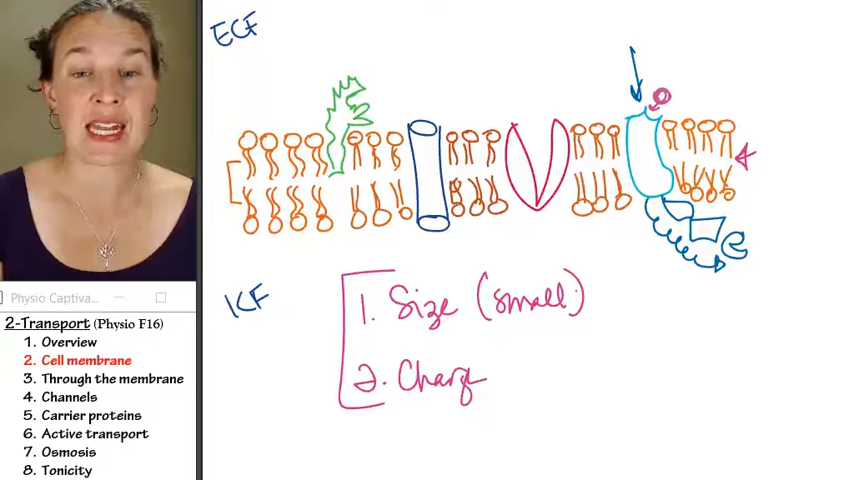 ECF
ICF
1. Size (small)
2. Charge
Physio Captiva...
2-Transport (Physio F16)
1. Overview
2. Cell membrane
3. Through the membrane
4. Channels
5. Carrier proteins
6. Active transport
7. Osmosis
8. Tonicity